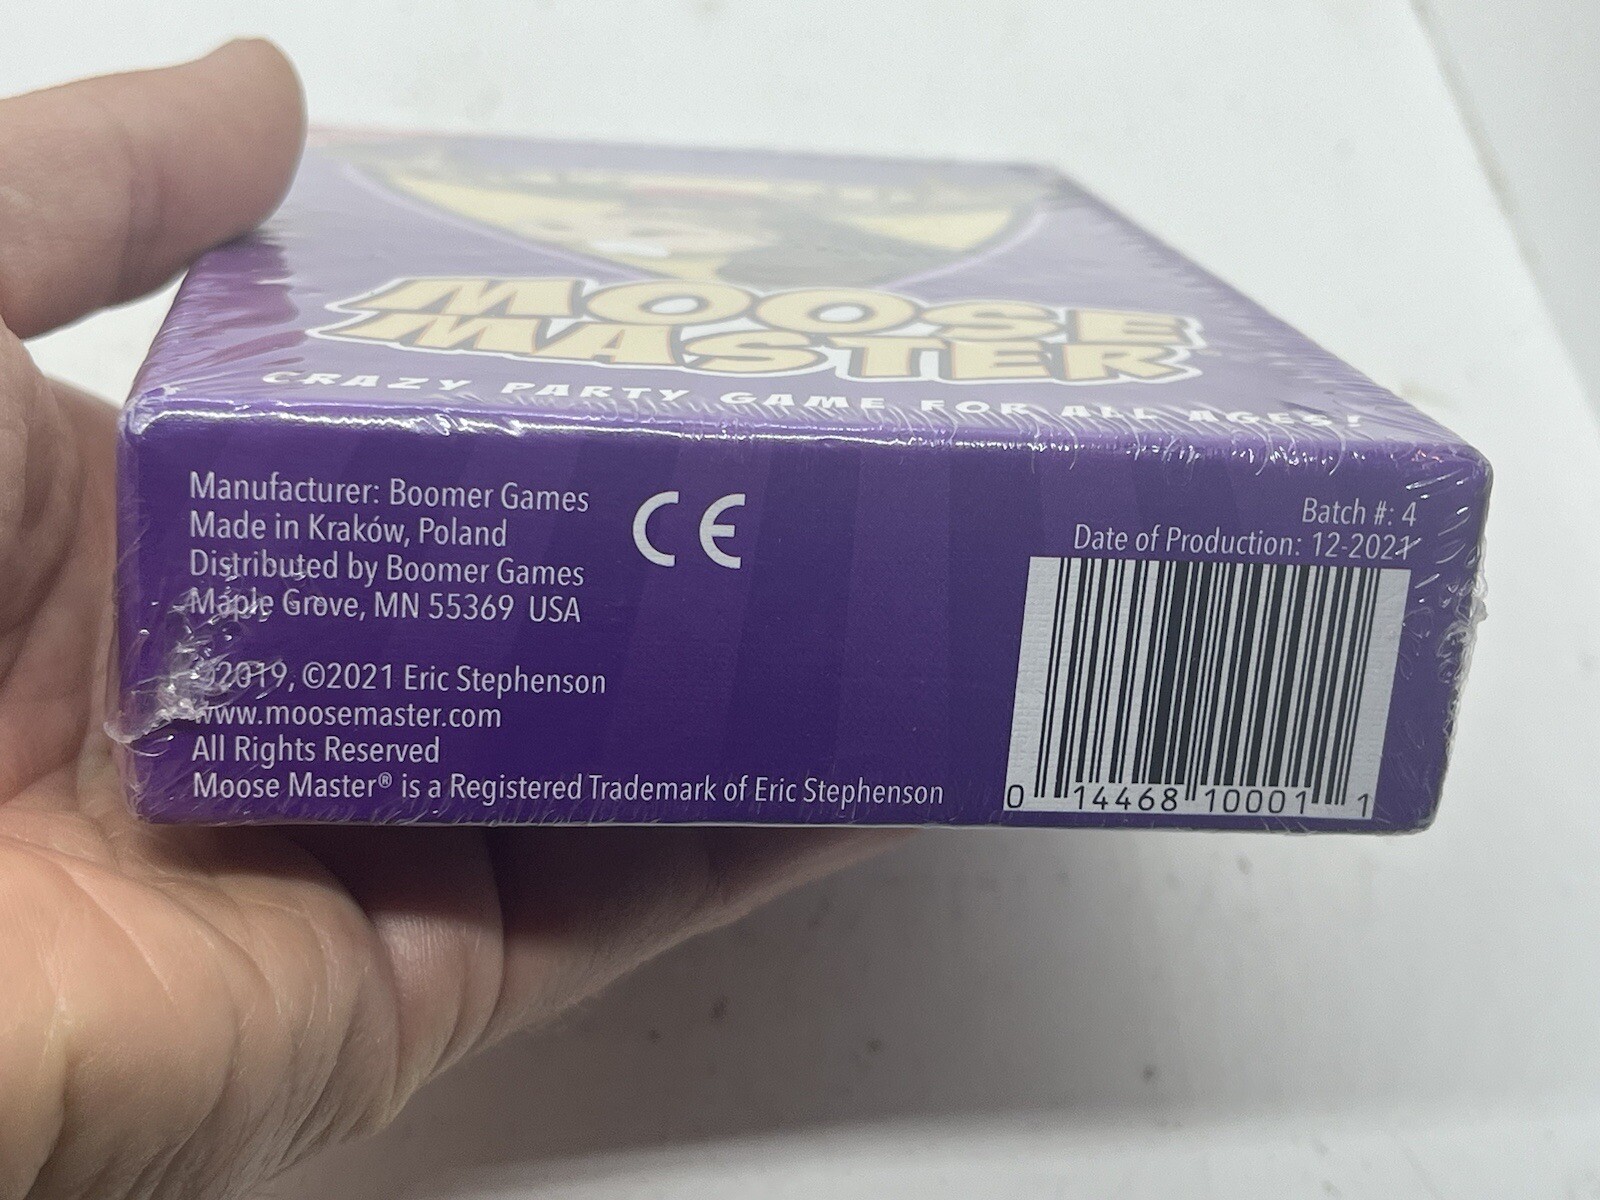 MOOSE
MASTER
CRAZY PARTY GAME FOR ALL AGES!
Manufacturer: Boomer Games
Made in Kraków, Poland
Distributed by Boomer Games
Maple Grove, MN 55369 USA
CE
©2019, ©2021 Eric Stephenson
www.moosemaster.com
All Rights Reserved
Moose Master® is a Registered Trademark of Eric Stephenson
Batch #: 4
Date of Production: 12-2021
0 14468 10001 1